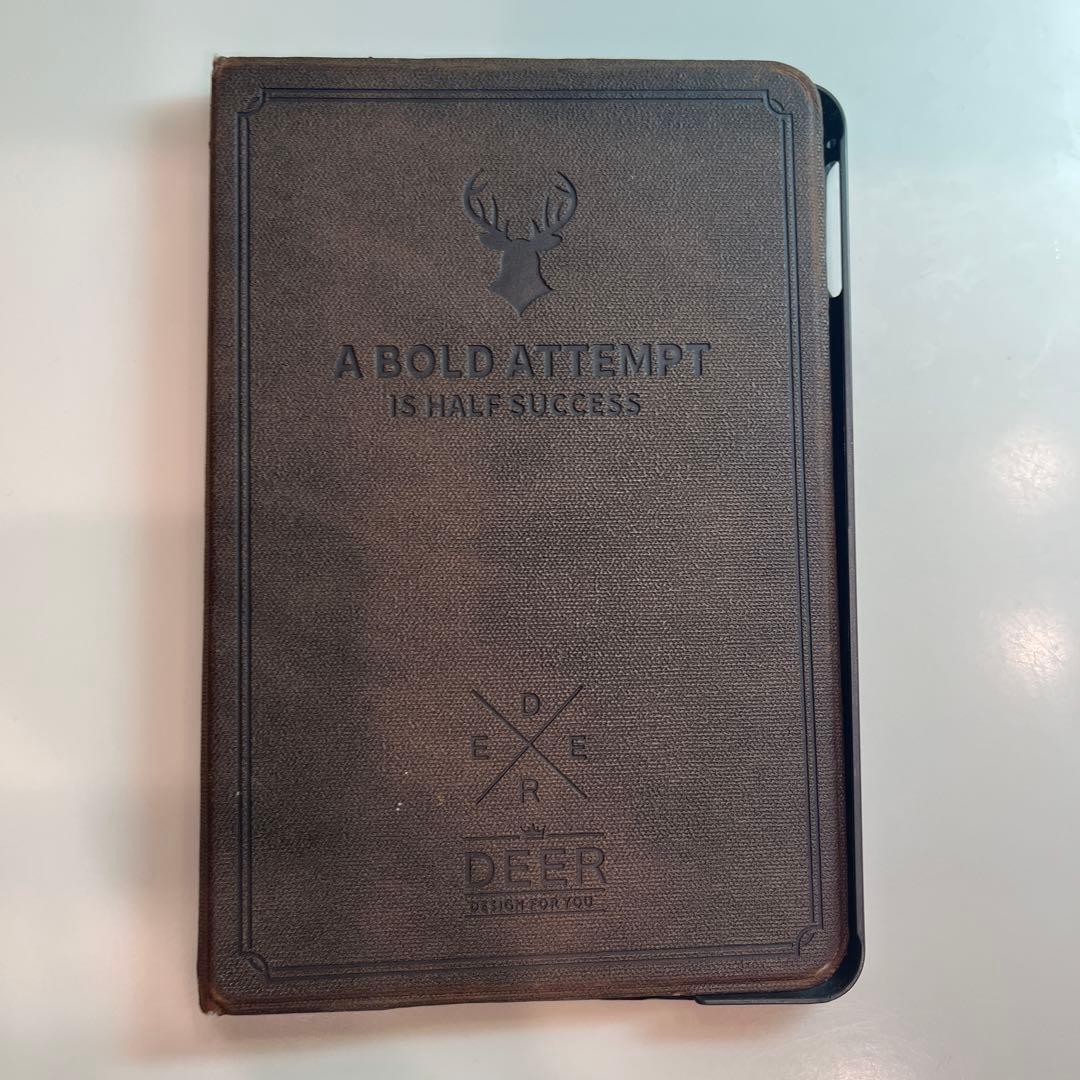 A BOLD ATTEMPT
IS HALF SUCCESS
D
E E
R
DEER
DESIGN FOR YOU